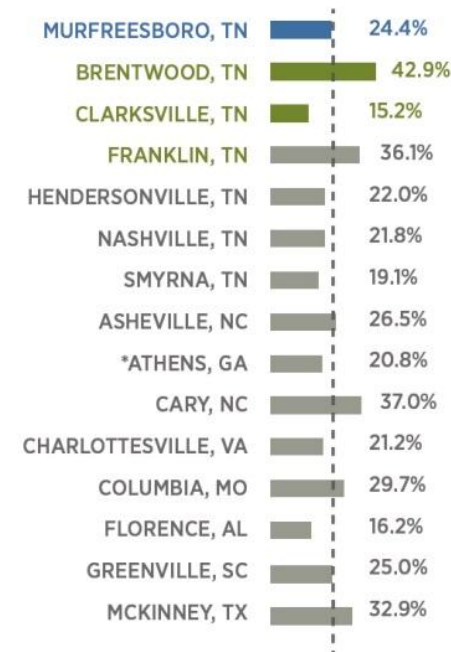 MURFREESBORO, TN 24.4%
BRENTWOOD, TN 42.9%
CLARKSVILLE, TN 15.2%
FRANKLIN, TN 36.1%
HENDERSONVILLE, TN 22.0%
NASHVILLE, TN 21.8%
SMYRNA, TN 19.1%
ASHEVILLE, NC 26.5%
*ATHENS, GA 20.8%
CARY, NC 37.0%
CHARLOTTESVILLE, VA 21.2%
COLUMBIA, MO 29.7%
FLORENCE, AL 16.2%
GREENVILLE, SC 25.0%
MCKINNEY, TX 32.9%